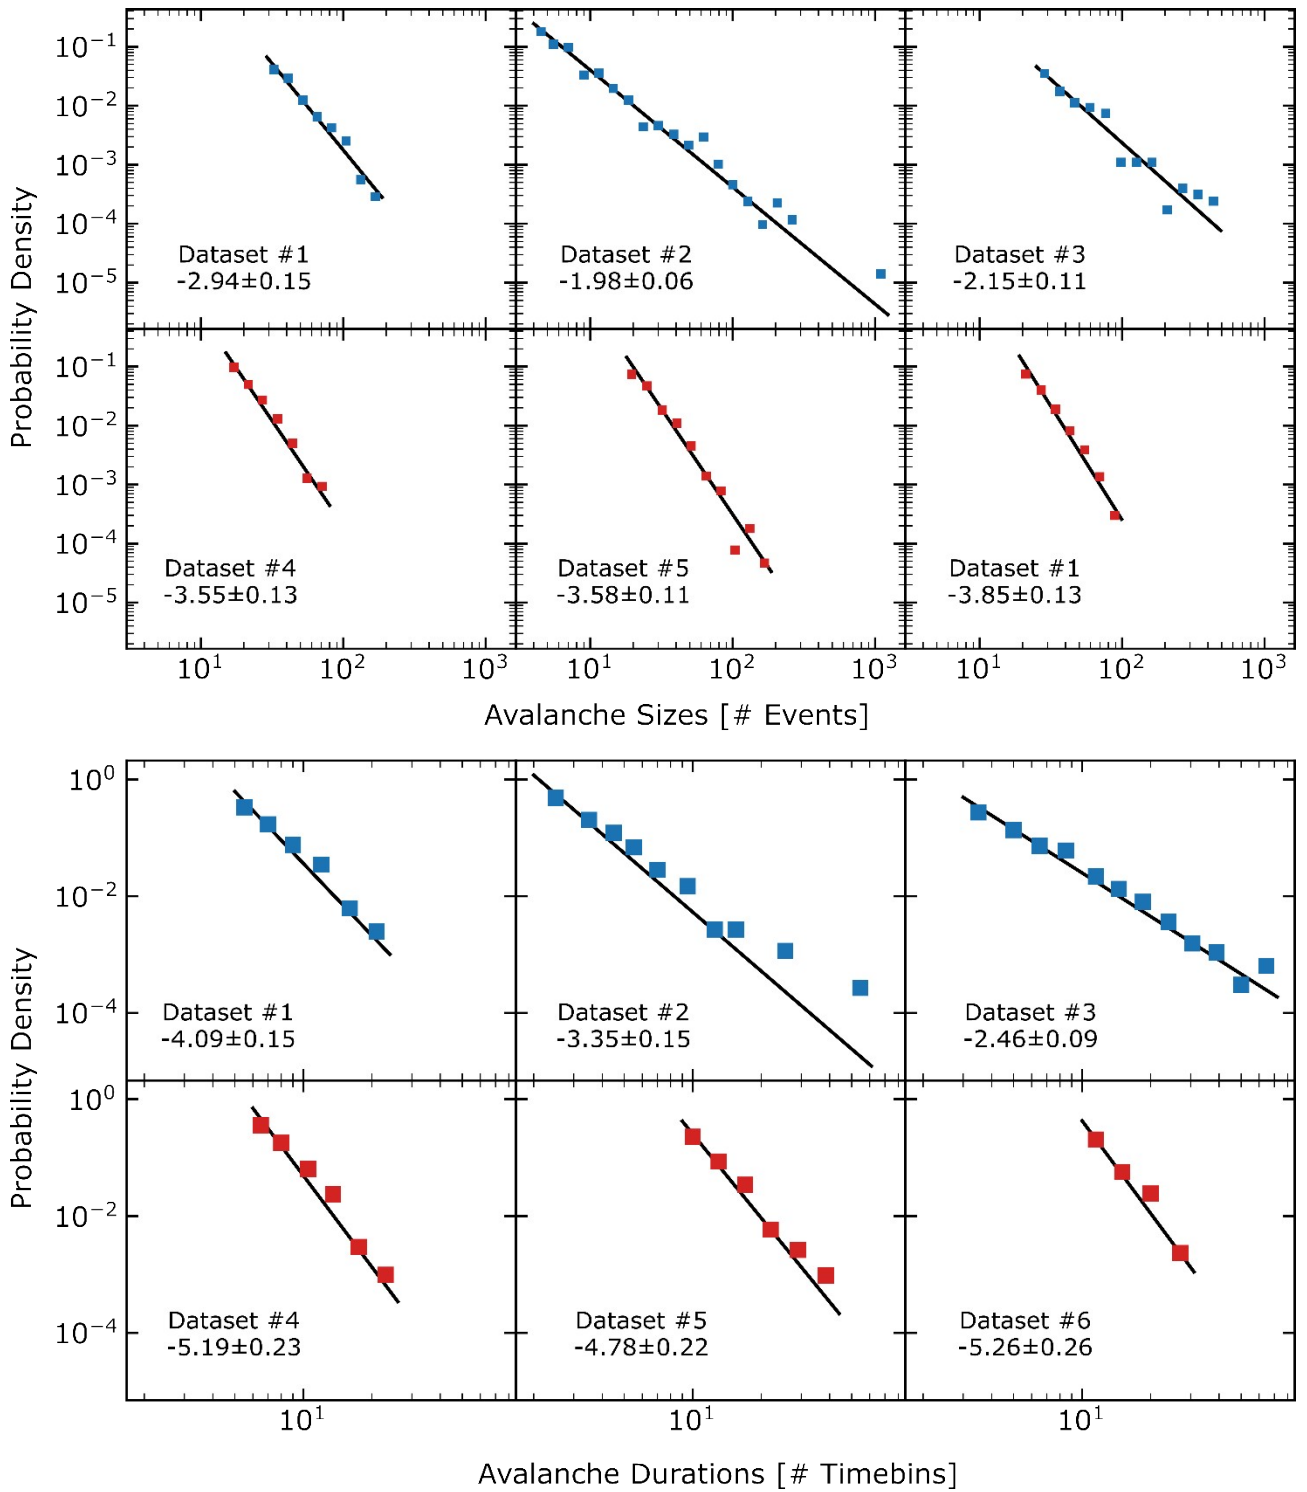 Probability Density
10⁻¹
10⁻²
10⁻³
10⁻⁴
10⁻⁵
Dataset #1
-2.94±0.15
Dataset #2
-1.98±0.06
Dataset #3
-2.15±0.11
10⁻¹
10⁻²
10⁻³
10⁻⁴
10⁻⁵
Dataset #4
-3.55±0.13
Dataset #5
-3.58±0.11
Dataset #1
-3.85±0.13
10¹ 10² 10³ 10¹ 10² 10³ 10¹ 10² 10³
Avalanche Sizes [# Events]
Probability Density
10⁰
10⁻²
10⁻⁴
Dataset #1
-4.09±0.15
Dataset #2
-3.35±0.15
Dataset #3
-2.46±0.09
10⁰
10⁻²
10⁻⁴
Dataset #4
-5.19±0.23
Dataset #5
-4.78±0.22
Dataset #6
-5.26±0.26
10¹ 10¹ 10¹
Avalanche Durations [# Timebins]